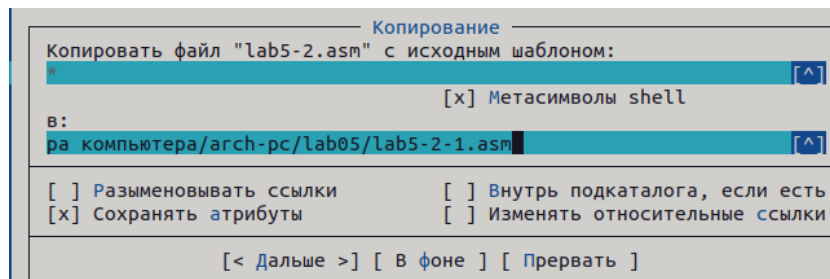 Копирование
Копировать файл "lab5-2.asm" с исходным шаблоном:
* [^]
[x] Метасимволы shell
в:
ра компьютера/arch-pc/lab05/lab5-2-1.asm [^]
[ ] Разыменовывать ссылки [ ] Внутрь подкаталога, если есть
[x] Сохранять атрибуты [ ] Изменять относительные ссылки
[< Дальше >] [ В фоне ] [ Прервать ]